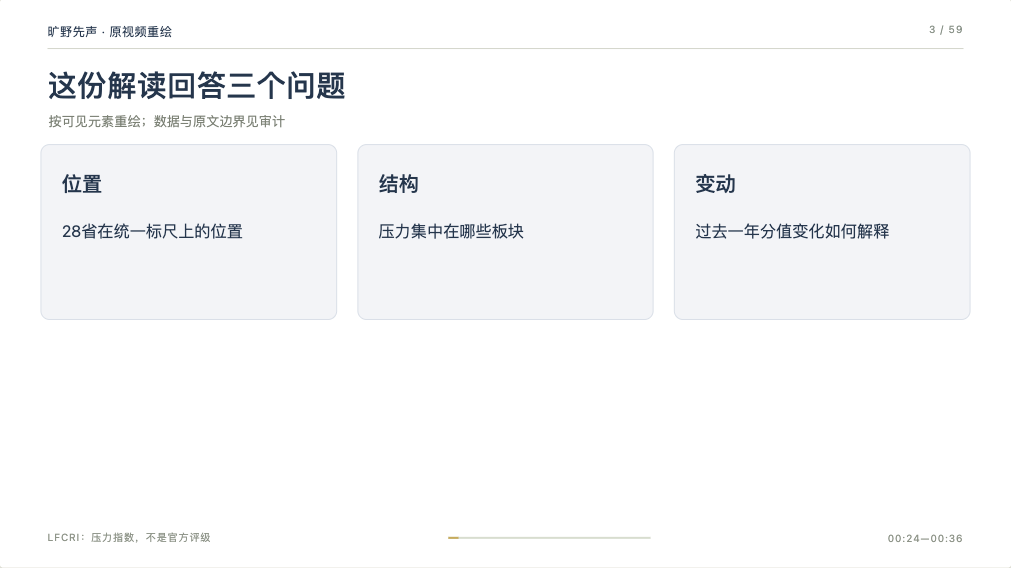 旷野先声 · 原视频重绘
3 / 59
这份解读回答三个问题
按可见元素重绘；数据与原文边界见审计
位置
28省在统一标尺上的位置
结构
压力集中在哪些板块
变动
过去一年分值变化如何解释
LFCRI：压力指数，不是官方评级
00:24—00:36